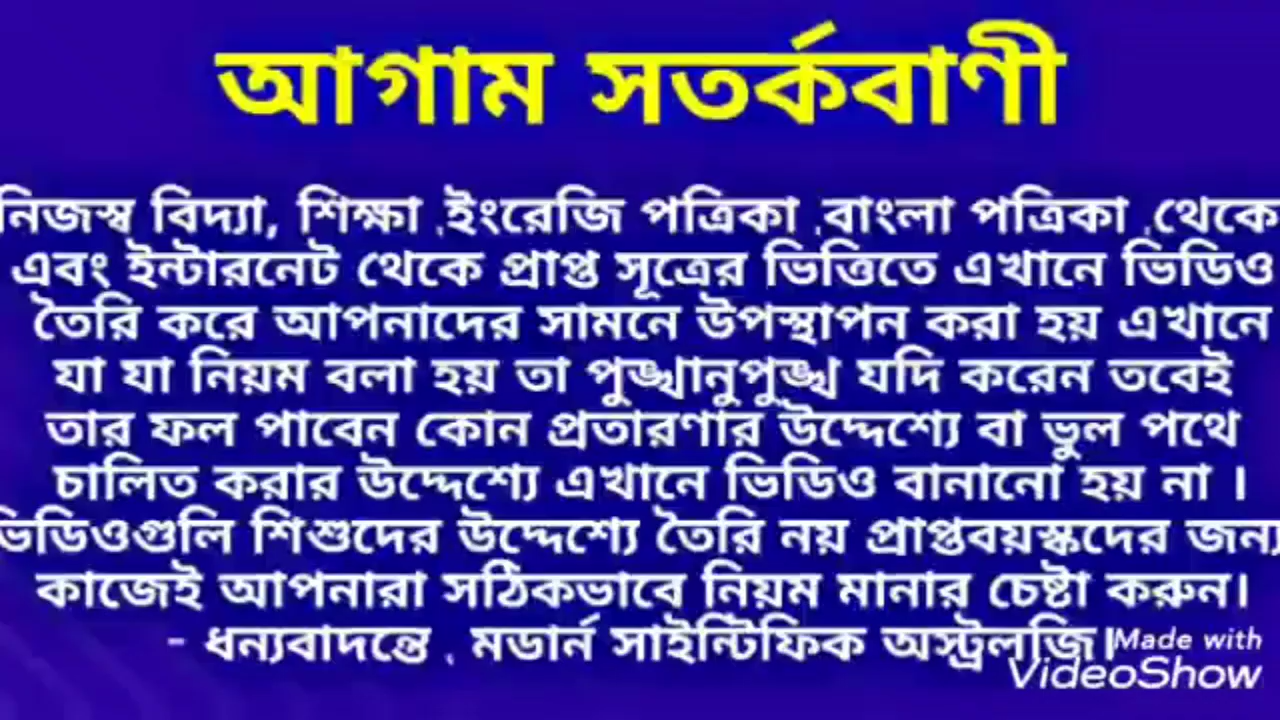 আগাম সতর্কবাণী
নিজস্ব বিদ্যা, শিক্ষা ,ইংরেজি পত্রিকা ,বাংলা পত্রিকা ,থেকে
এবং ইন্টারনেট থেকে প্রাপ্ত সূত্রের ভিত্তিতে এখানে ভিডিও
তৈরি করে আপনাদের সামনে উপস্থাপন করা হয় এখানে
যা যা নিয়ম বলা হয় তা পুঙ্খানুপুঙ্খ যদি করেন তবেই
তার ফল পাবেন কোন প্রতারণার উদ্দেশ্যে বা ভুল পথে
চালিত করার উদ্দেশ্যে এখানে ভিডিও বানানো হয় না ।
ভিডিওগুলি শিশুদের উদ্দেশ্যে তৈরি নয় প্রাপ্তবয়স্কদের জন্য
কাজেই আপনারা সঠিকভাবে নিয়ম মানার চেষ্টা করুন।
- ধন্যবাদন্তে , মডার্ন সাইন্টিফিক অস্ট্রলজি।
Made with
VideoShow